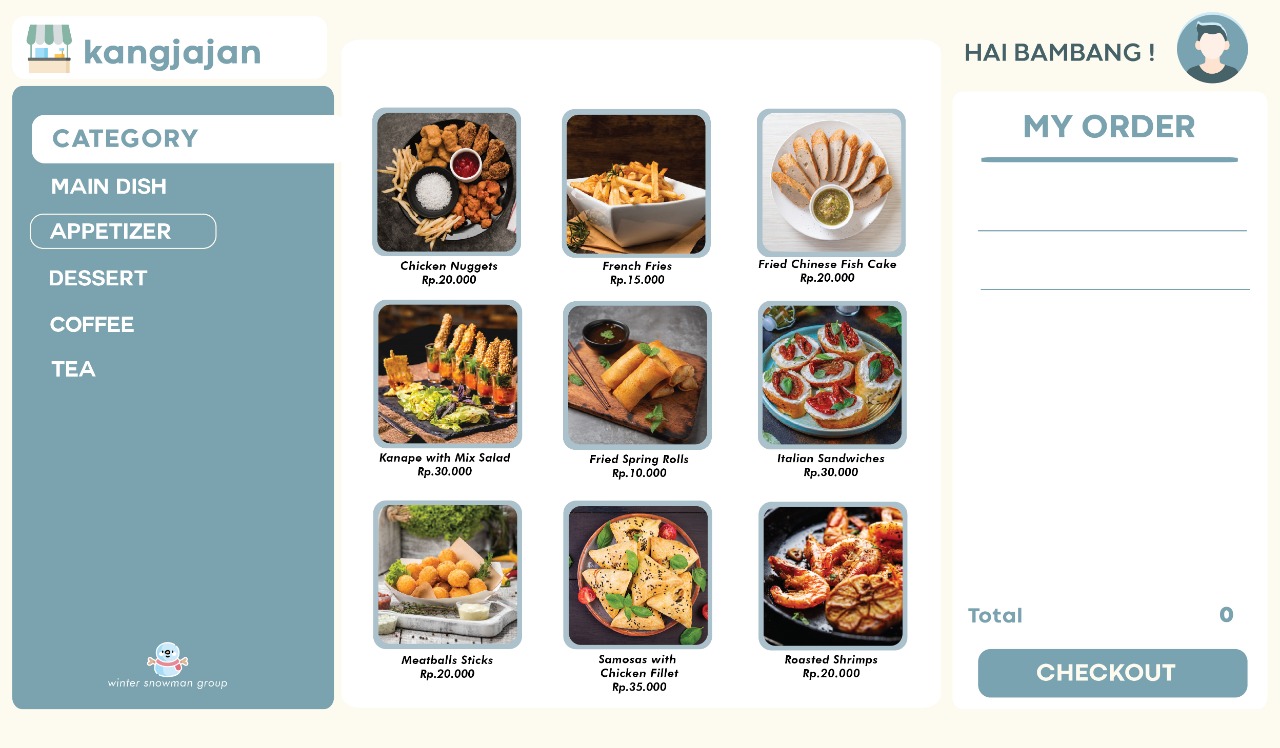 kangjajan
HAI BAMBANG !
CATEGORY
MAIN DISH
APPETIZER
DESSERT
COFFEE
TEA
winter snowman group
Chicken Nuggets
Rp.20.000
French Fries
Rp.15.000
Fried Chinese Fish Cake
Rp.20.000
Kanape with Mix Salad
Rp.30.000
Fried Spring Rolls
Rp.10.000
Italian Sandwiches
Rp.30.000
Meatballs Sticks
Rp.20.000
Samosas with
Chicken Fillet
Rp.35.000
Roasted Shrimps
Rp.20.000
MY ORDER
Total 0
CHECKOUT